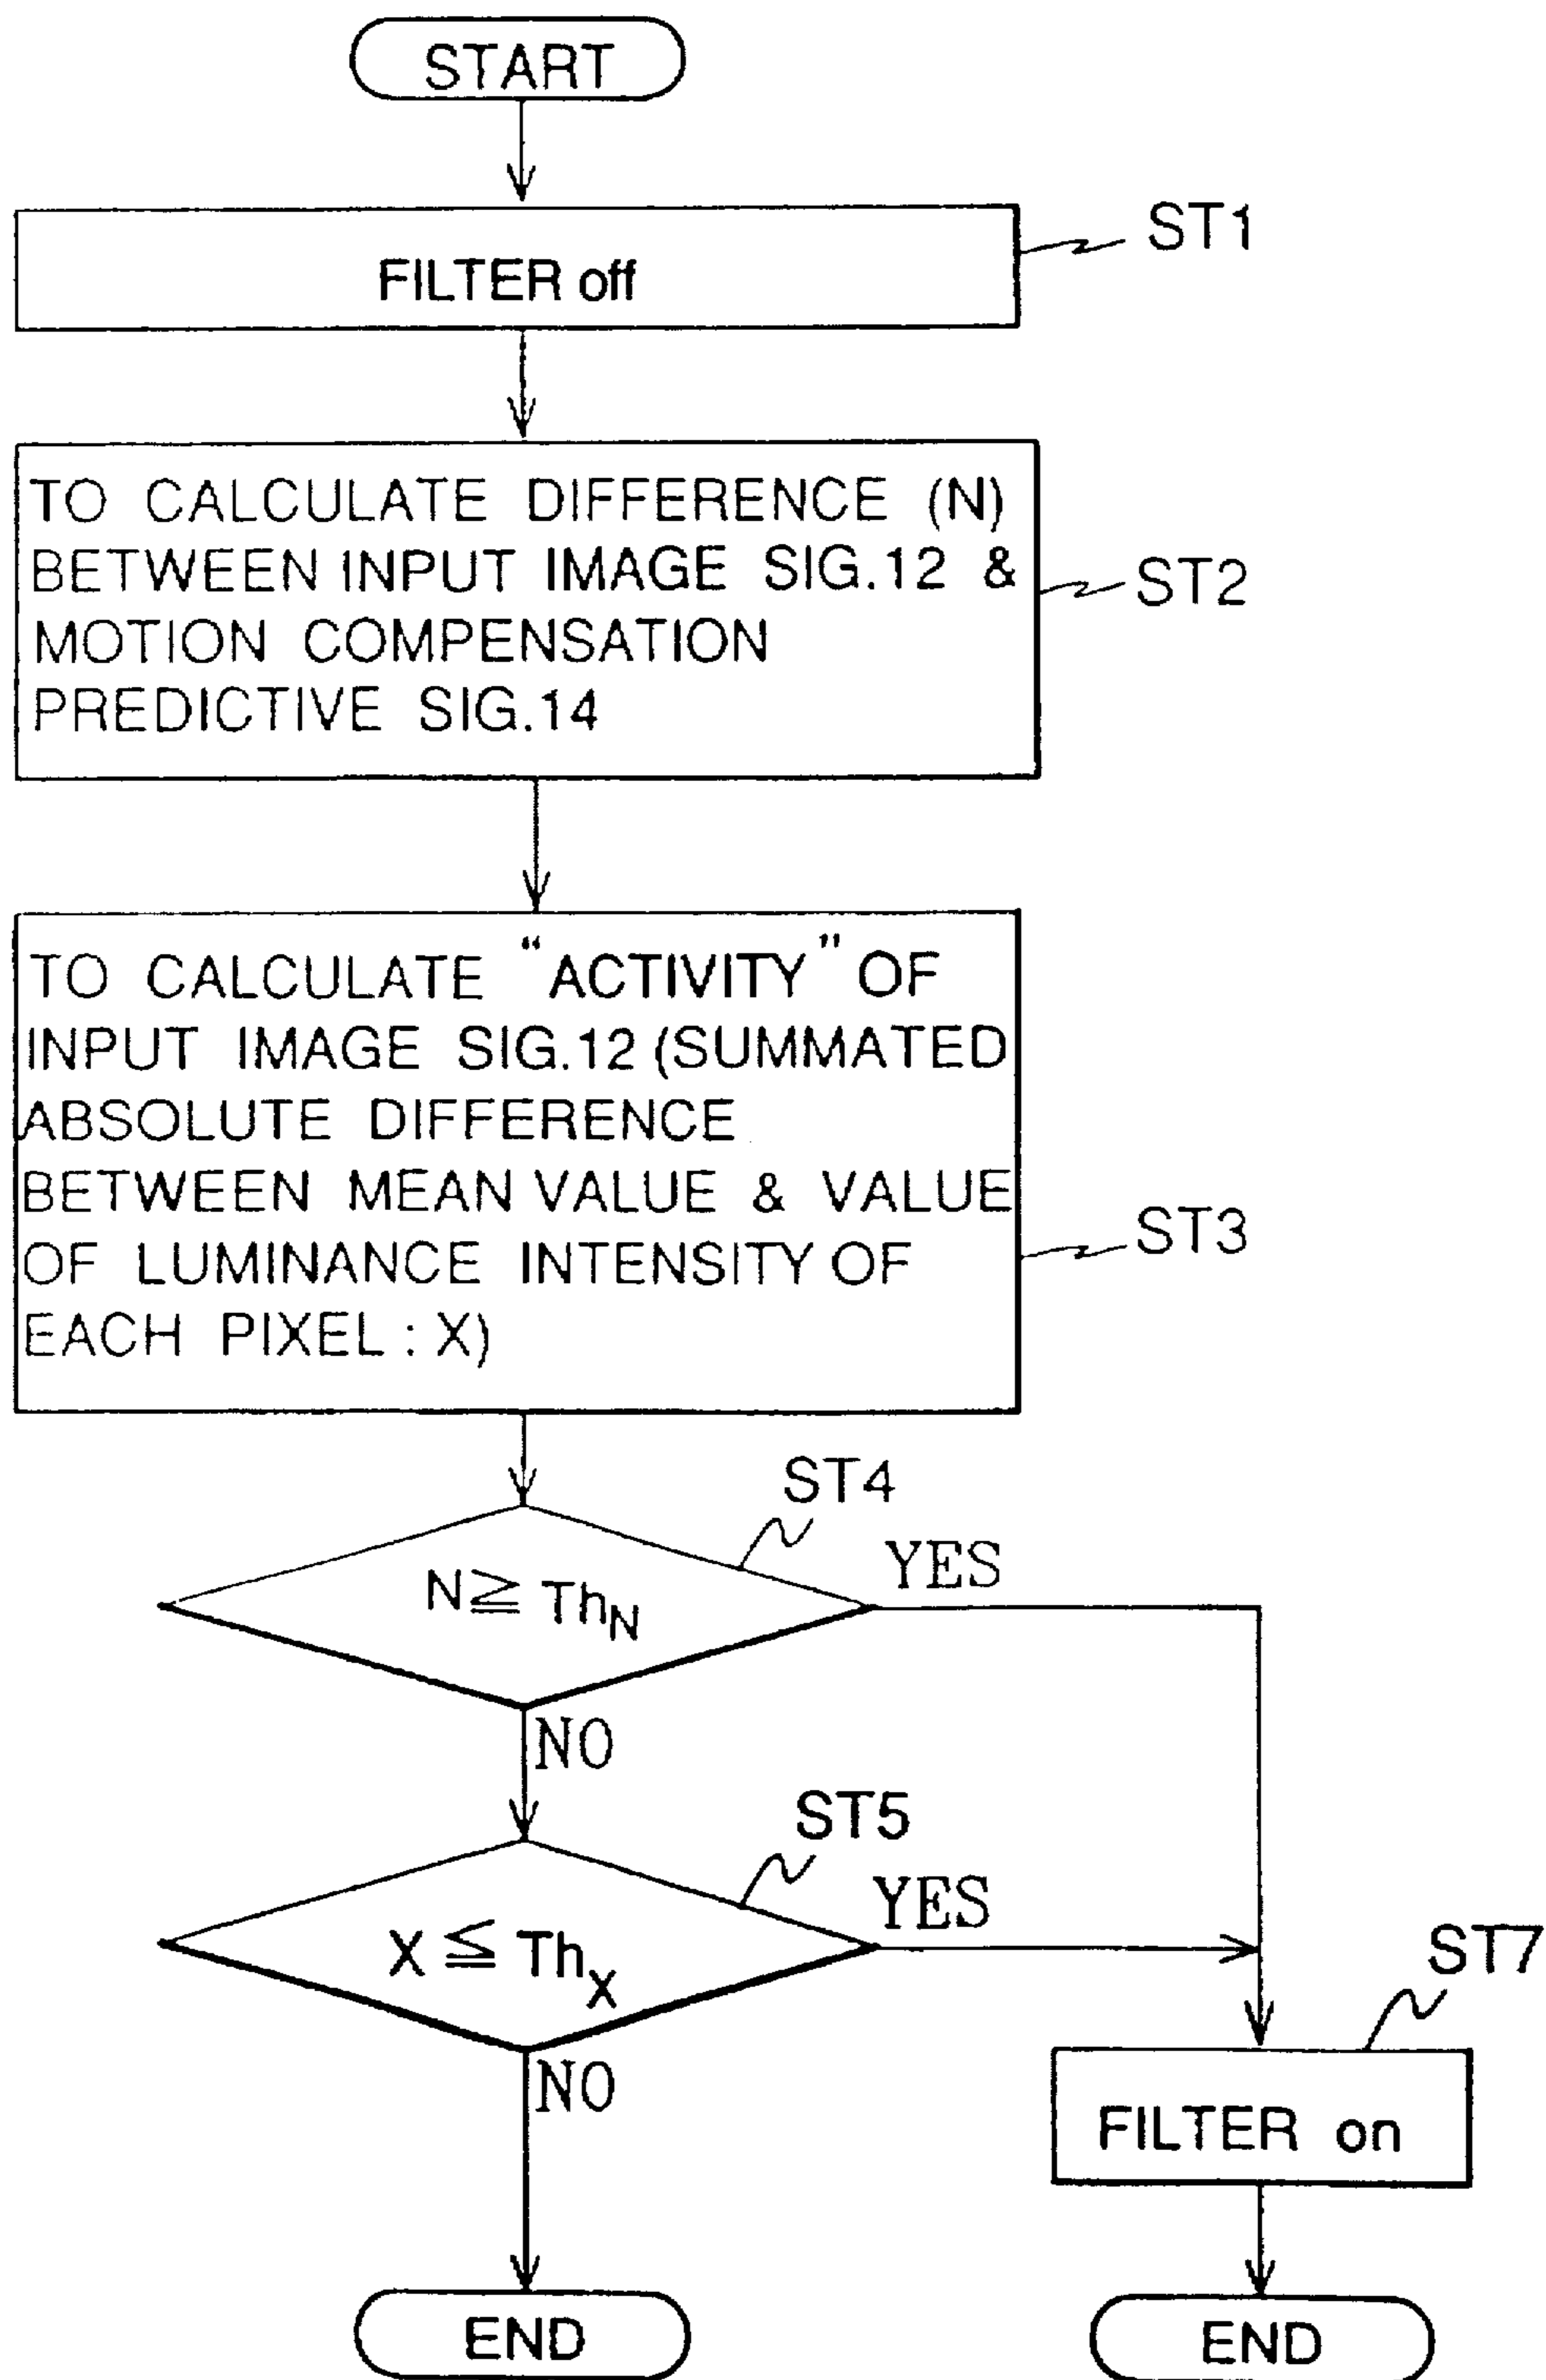 START
FILTER off
ST1
TO CALCULATE DIFFERENCE (N)
BETWEEN INPUT IMAGE SIG.12 &
MOTION COMPENSATION
PREDICTIVE SIG.14
ST2
TO CALCULATE “ACTIVITY” OF
INPUT IMAGE SIG.12 (SUMMATED
ABSOLUTE DIFFERENCE
BETWEEN MEAN VALUE & VALUE
OF LUMINANCE INTENSITY OF
EACH PIXEL : X)
ST3
ST4
N ≧ ThN
YES
NO
ST5
X ≦ ThX
YES
NO
ST7
FILTER on
END
END